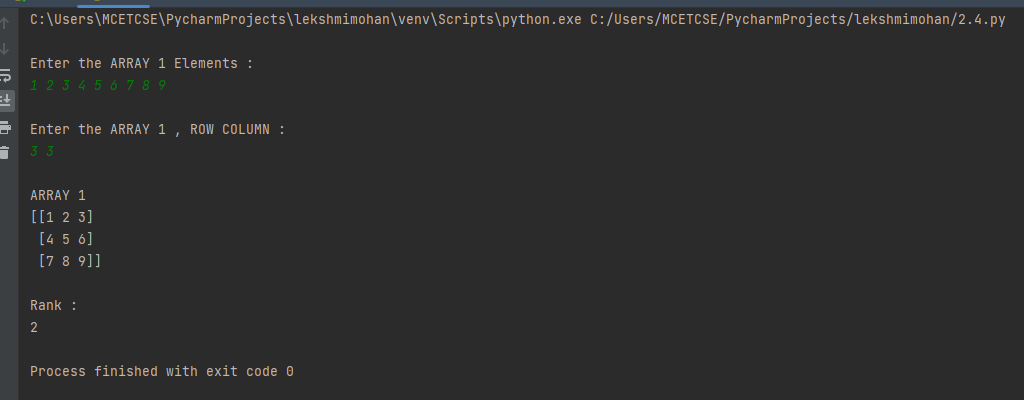 C:\Users\MCETCSE\PycharmProjects\lekshmimohan\venv\Scripts\python.exe C:/Users/MCETCSE/PycharmProjects/lekshmimohan/2.4.py
Enter the ARRAY 1 Elements :
1 2 3 4 5 6 7 8 9
Enter the ARRAY 1 , ROW COLUMN :
3 3
ARRAY 1
[[1 2 3]
 [4 5 6]
 [7 8 9]]
Rank :
2
Process finished with exit code 0